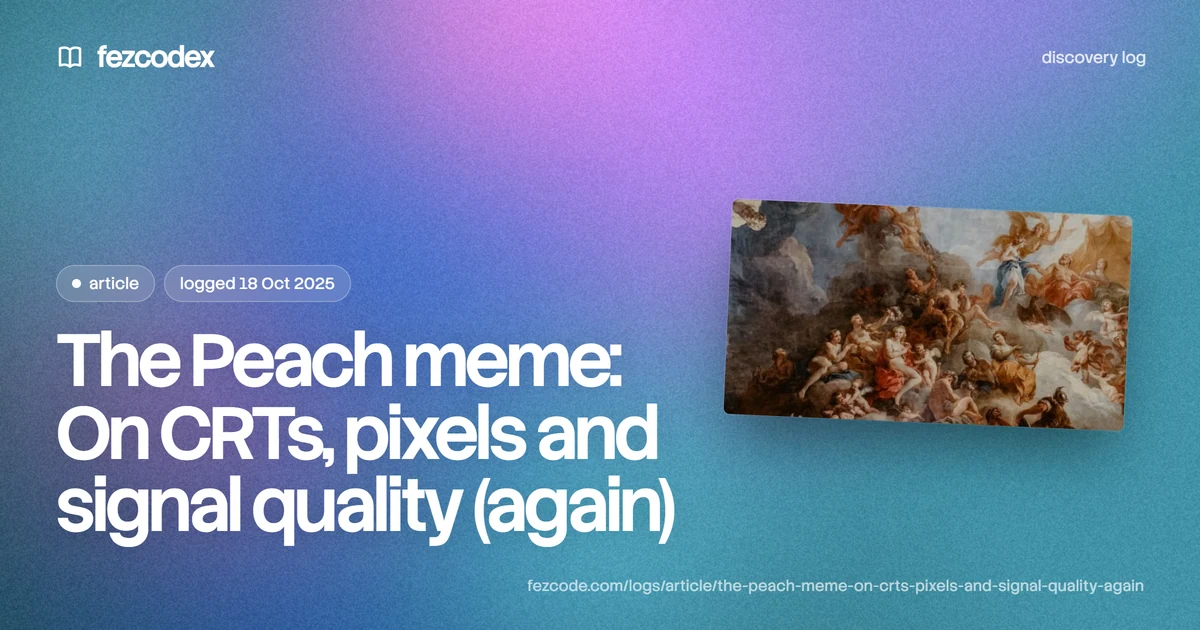 fezcodex
discovery log
article
logged 18 Oct 2025
The Peach meme:
On CRTs, pixels and
signal quality (again)
fezcode.com/logs/article/the-peach-meme-on-crts-pixels-and-signal-quality-again